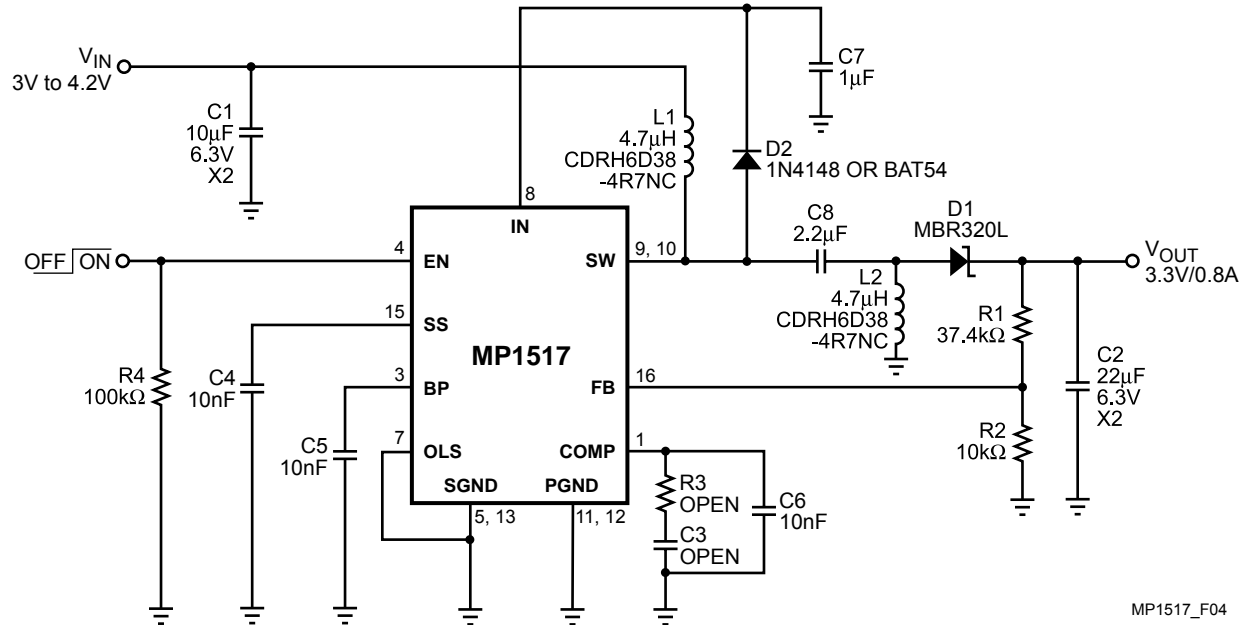 V_IN
3V to 4.2V
C1
10µF
6.3V
X2
L1
4.7µH
CDRH6D38
-4R7NC
C7
1µF
D2
1N4148 OR BAT54
8
IN
OFF ON
4
EN
SW
9, 10
C8
2.2µF
D1
MBR320L
V_OUT
3.3V/0.8A
15
SS
L2
4.7µH
CDRH6D38
-4R7NC
R1
37.4kΩ
MP1517
R4
100kΩ
C4
10nF
3
BP
FB
16
C2
22µF
6.3V
X2
C5
10nF
7
OLS
COMP
1
R2
10kΩ
SGND
PGND
5, 13
11, 12
R3
OPEN
C3
OPEN
C6
10nF
MP1517_F04